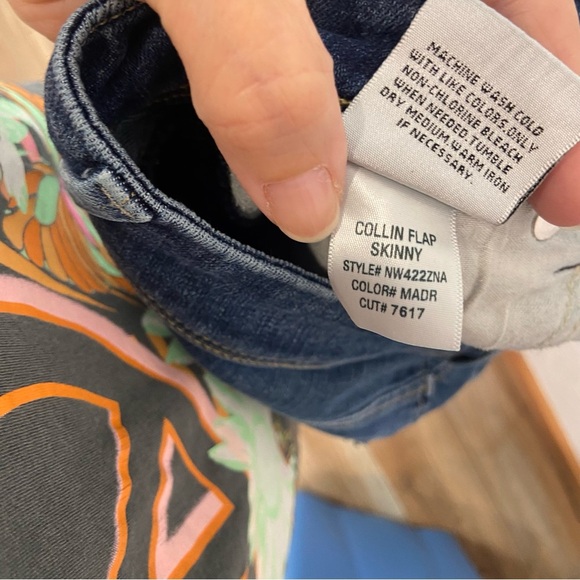 MACHINE WASH COLD
WITH LIKE COLORS.ONLY
NON-CHLORINE BLEACH
WHEN NEEDED.TUMBLE
DRY MEDIUM.WARM IRON
IF NECESSARY.
COLLIN FLAP
SKINNY
STYLE# NW422ZNA
COLOR# MADR
CUT# 7617